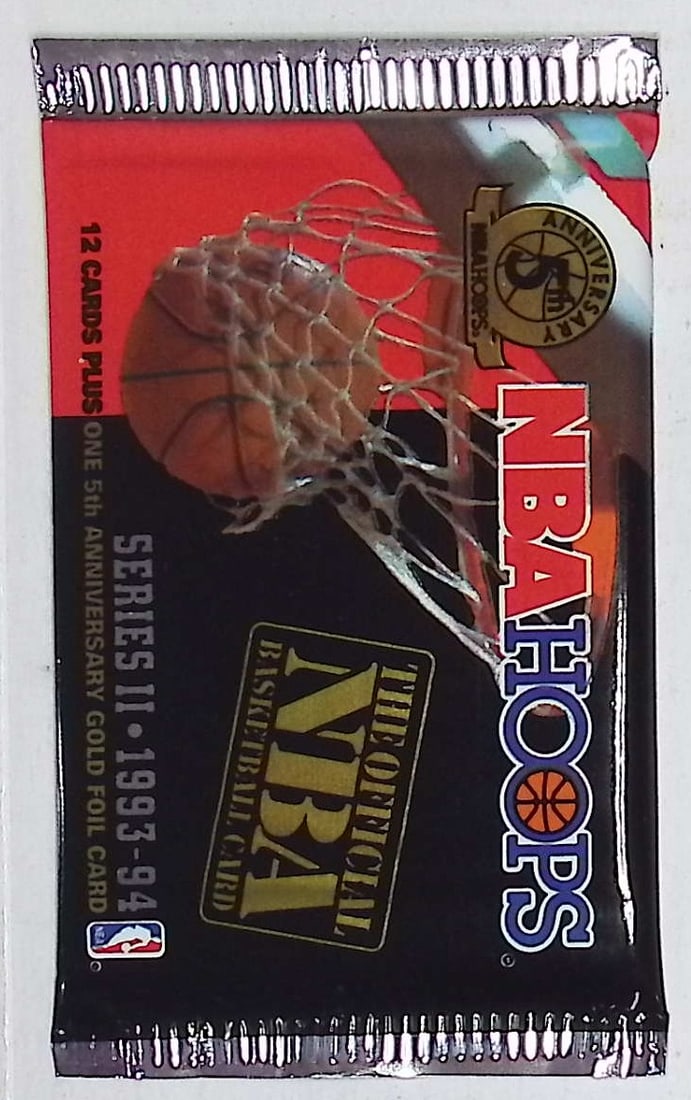 ANNIVERSARY
5th
NBA HOOPS
NBA HOOPS
THE OFFICIAL
NBA
BASKETBALL CARD
SERIES II • 1993-94
12 CARDS PLUS ONE 5th ANNIVERSARY GOLD FOIL CARD
NBA